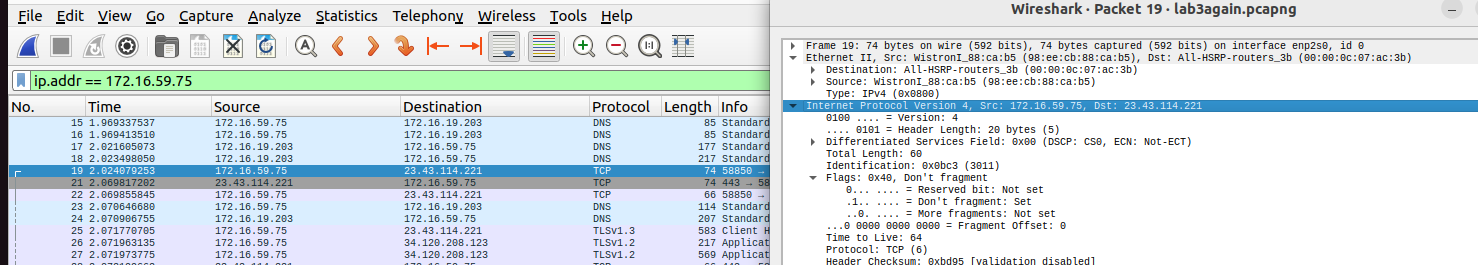 File Edit View Go Capture Analyze Statistics Telephony Wireless Tools Help
ip.addr == 172.16.59.75
No. Time Source Destination Protocol Length Info
15 1.969337537 172.16.59.75 172.16.19.203 DNS 85 Standard
16 1.969413510 172.16.59.75 172.16.19.203 DNS 85 Standard
17 2.021605073 172.16.19.203 172.16.59.75 DNS 177 Standard
18 2.023498050 172.16.19.203 172.16.59.75 DNS 217 Standard
19 2.024079253 172.16.59.75 23.43.114.221 TCP 74 58850 →
21 2.069817202 23.43.114.221 172.16.59.75 TCP 74 443 → 58
22 2.069855845 172.16.59.75 23.43.114.221 TCP 66 58850 →
23 2.070646680 172.16.19.203 172.16.59.75 DNS 114 Standard
24 2.070906755 172.16.19.203 172.16.59.75 DNS 207 Standard
25 2.071770705 172.16.59.75 23.43.114.221 TLSv1.3 583 Client H
26 2.071963135 172.16.59.75 34.120.208.123 TLSv1.2 217 Applicat
27 2.071973775 172.16.59.75 34.120.208.123 TLSv1.2 569 Applicat
Wireshark · Packet 19 · lab3again.pcapng
Frame 19: 74 bytes on wire (592 bits), 74 bytes captured (592 bits) on interface enp2s0, id 0
Ethernet II, Src: WistronI_88:ca:b5 (98:ee:cb:88:ca:b5), Dst: All-HSRP-routers_3b (00:00:0c:07:ac:3b)
Destination: All-HSRP-routers_3b (00:00:0c:07:ac:3b)
Source: WistronI_88:ca:b5 (98:ee:cb:88:ca:b5)
Type: IPv4 (0x0800)
Internet Protocol Version 4, Src: 172.16.59.75, Dst: 23.43.114.221
0100 .... = Version: 4
.... 0101 = Header Length: 20 bytes (5)
Differentiated Services Field: 0x00 (DSCP: CS0, ECN: Not-ECT)
Total Length: 60
Identification: 0x0bc3 (3011)
Flags: 0x40, Don't fragment
0... .... = Reserved bit: Not set
.1.. .... = Don't fragment: Set
..0. .... = More fragments: Not set
...0 0000 0000 0000 = Fragment Offset: 0
Time to Live: 64
Protocol: TCP (6)
Header Checksum: 0xbd95 [validation disabled]